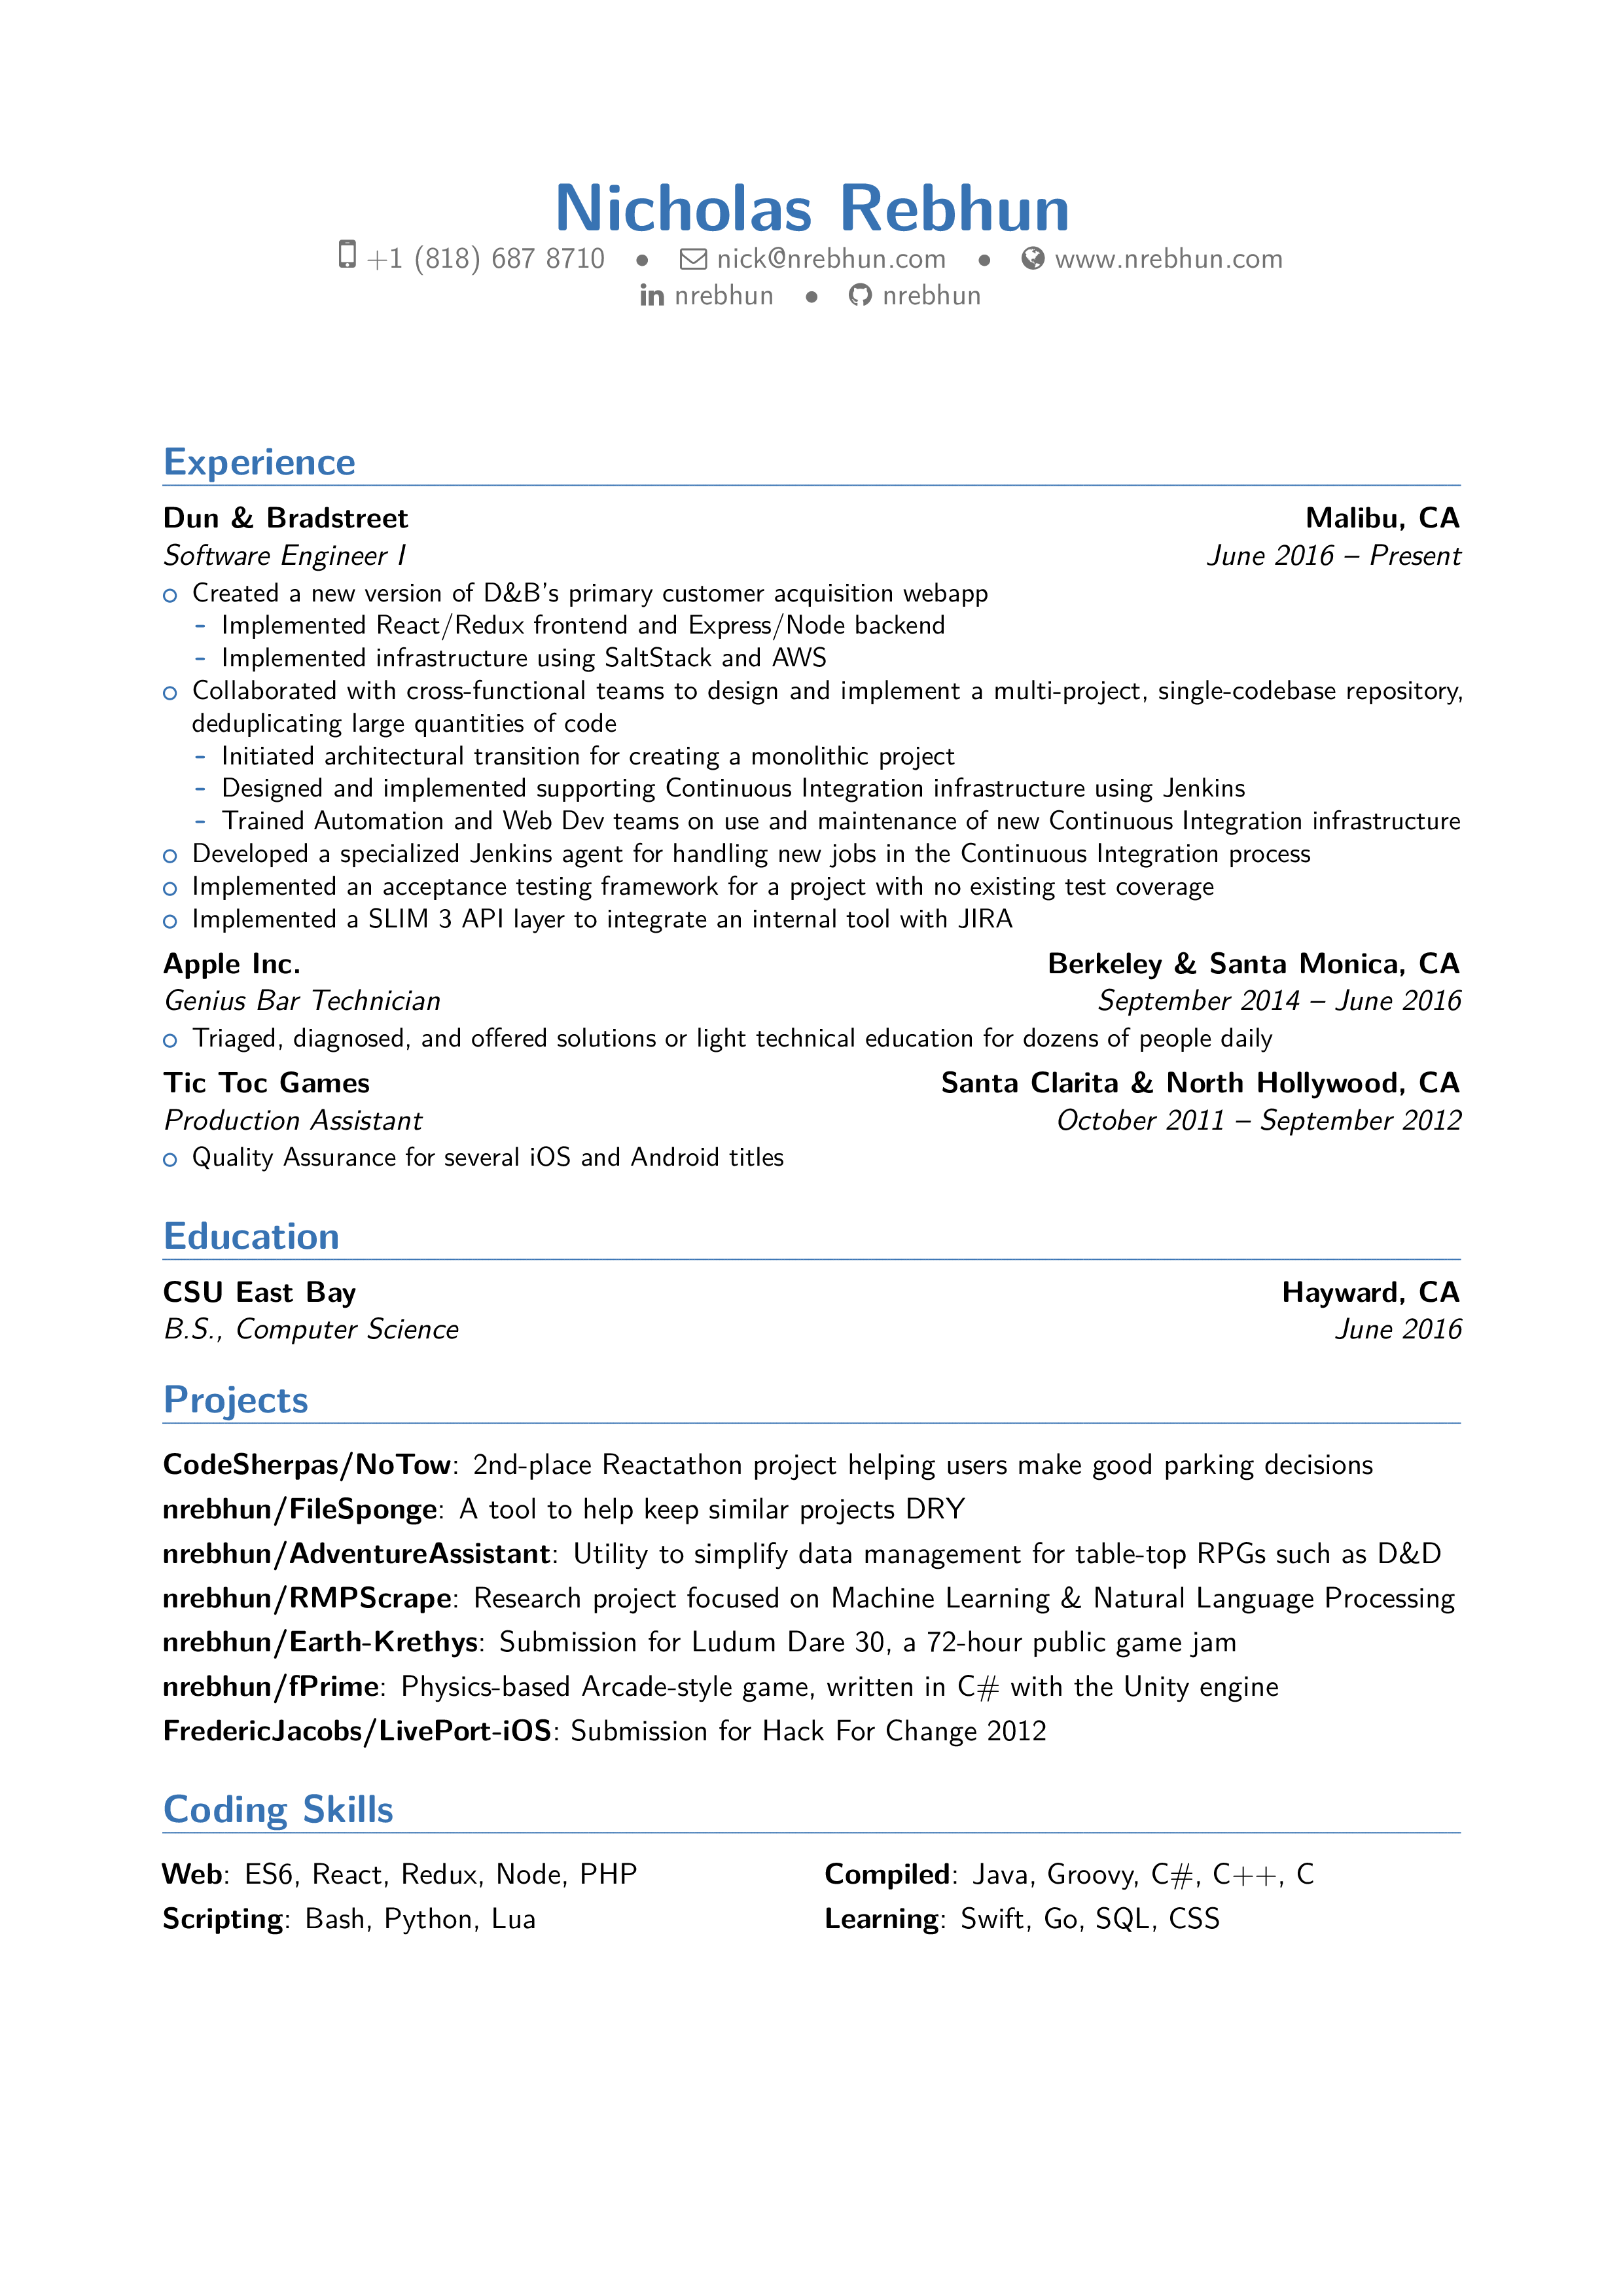 Nicholas Rebhun
+1 (818) 687 8710 • nick@nrebhun.com • www.nrebhun.com
in nrebhun • nrebhun
Experience
Dun & Bradstreet Malibu, CA
Software Engineer I June 2016 – Present
Created a new version of D&B's primary customer acquisition webapp
- Implemented React/Redux frontend and Express/Node backend
- Implemented infrastructure using SaltStack and AWS
Collaborated with cross-functional teams to design and implement a multi-project, single-codebase repository,
deduplicating large quantities of code
- Initiated architectural transition for creating a monolithic project
- Designed and implemented supporting Continuous Integration infrastructure using Jenkins
- Trained Automation and Web Dev teams on use and maintenance of new Continuous Integration infrastructure
Developed a specialized Jenkins agent for handling new jobs in the Continuous Integration process
Implemented an acceptance testing framework for a project with no existing test coverage
Implemented a SLIM 3 API layer to integrate an internal tool with JIRA
Apple Inc. Berkeley & Santa Monica, CA
Genius Bar Technician September 2014 – June 2016
Triaged, diagnosed, and offered solutions or light technical education for dozens of people daily
Tic Toc Games Santa Clarita & North Hollywood, CA
Production Assistant October 2011 – September 2012
Quality Assurance for several iOS and Android titles
Education
CSU East Bay Hayward, CA
B.S., Computer Science June 2016
Projects
CodeSherpas/NoTow: 2nd-place Reactathon project helping users make good parking decisions
nrebhun/FileSponge: A tool to help keep similar projects DRY
nrebhun/AdventureAssistant: Utility to simplify data management for table-top RPGs such as D&D
nrebhun/RMPScrape: Research project focused on Machine Learning & Natural Language Processing
nrebhun/Earth-Krethys: Submission for Ludum Dare 30, a 72-hour public game jam
nrebhun/fPrime: Physics-based Arcade-style game, written in C# with the Unity engine
FredericJacobs/LivePort-iOS: Submission for Hack For Change 2012
Coding Skills
Web: ES6, React, Redux, Node, PHP Compiled: Java, Groovy, C#, C++, C
Scripting: Bash, Python, Lua Learning: Swift, Go, SQL, CSS